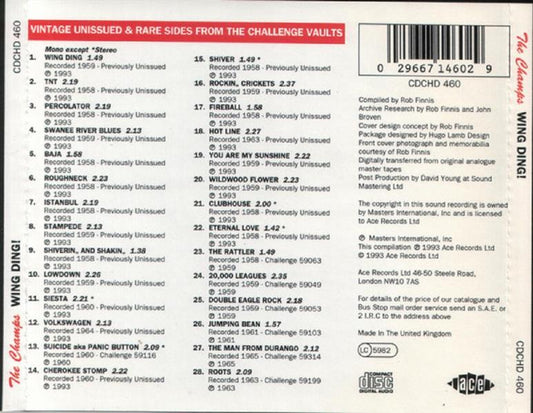 CDCHD 460
VINTAGE UNISSUED & RARE SIDES FROM THE CHALLENGE VAULTS
Mono except *Stereo
1. WING DING 1.49
Recorded 1959 - Previously Unissued
℗ 1993
2. TNT 2.19
Recorded 1958 - Previously Unissued
℗ 1993
3. PERCOLATOR 2.19
Recorded 1958 - Previously Unissued
℗ 1993
4. SWANEE RIVER BLUES 2.13
Recorded 1959 - Previously Unissued
℗ 1993
5. BAJA 1.58
Recorded 1958 - Previously Unissued
℗ 1993
6. ROUGHNECK 2.23
Recorded 1958 - Previously Unissued
℗ 1993
7. ISTANBUL 2.19
Recorded 1959 - Previously Unissued
℗ 1993
8. STAMPEDE 2.13
Recorded 1959 - Previously Unissued
℗ 1993
9. SHIVERIN, AND SHAKIN, 1.38
Recorded 1958 - Previously Unissued
℗ 1993
10. LOWDOWN 2.26
Recorded 1959 - Previously Unissued
℗ 1993
11. SIESTA 2.21 *
Recorded 1960 - Previously Unissued
℗ 1993
12. VOLKSWAGEN 2.13
Recorded 1964 - Previously Unissued
℗ 1993
13. SUICIDE aka PANIC BUTTON 2.09 *
Recorded 1960 - Challenge 59116
℗ 1960
14. CHEROKEE STOMP 2.22
Recorded 1960 - Previously Unissued
℗ 1993
15. SHIVER 1.49 *
Recorded 1958 - Previously Unissued
℗ 1993
16. ROCKIN, CRICKETS 2.37
Recorded 1959 - Previously Unissued
℗ 1993
17. FIREBALL 1.58
Recorded 1958 - Previously Unissued
℗ 1993
18. HOT LINE 2.27
Recorded 1963 - Previously Unissued
℗ 1993
19. YOU ARE MY SUNSHINE 2.22
Recorded 1959 - Previously Unissued
℗ 1993
20. WILDWOOD FLOWER 2.23
Recorded 1960 - Previously Unissued
℗ 1993
21. CLUBHOUSE 2.00 *
Recorded 1958 - Previously Unissued
℗ 1993
22. ETERNAL LOVE 1.42 *
Recorded 1958 - Previously Unissued
℗ 1993
23. THE RATTLER 1.49
Recorded 1958 - Challenge 59063
℗ 1959
24. 20,000 LEAGUES 2.35
Recorded 1958 - Challenge 59049
℗ 1959
25. DOUBLE EAGLE ROCK 2.18
Recorded 1959 - Challenge 59053
℗ 1959
26. JUMPING BEAN 1.57
Recorded 1961 - Challenge 59103
℗ 1961
27. THE MAN FROM DURANGO 2.12
Recorded 1965 - Challenge 59314
℗ 1965
28. ROOTS 2.09
Recorded 1963 - Challenge 59199
℗ 1963
0 29667 14602 9
CDCHD 460
Compiled by Rob Finnis
Archive Research by Rob Finnis and John
Broven
Cover design concept by Rob Finnis
Package designed by Hugo Lamb Design
Front cover photograph and memorabilia
courtesy of Rob Finnis
Digitally transferred from original analogue
master tapes
Post Production by David Young at Sound
Mastering Ltd
The copyright in this sound recording is owned
by Masters International, Inc and is licensed
to Ace Records Ltd
℗ Masters International, Inc
This compilation ℗ 1993 Ace Records Ltd
© 1993 Ace Records Ltd
Ace Records Ltd 46-50 Steele Road,
London NW10 7AS
For details of the price of our catalogue and
Bus Stop mail order service send an S.A.E. or
2 I.R.C to the address above
Made In The United Kingdom
LC 5982
COMPACT
disc
DIGITAL AUDIO
ACE
The Champs WING DING!
The Champs WING DING!
CDCHD 460